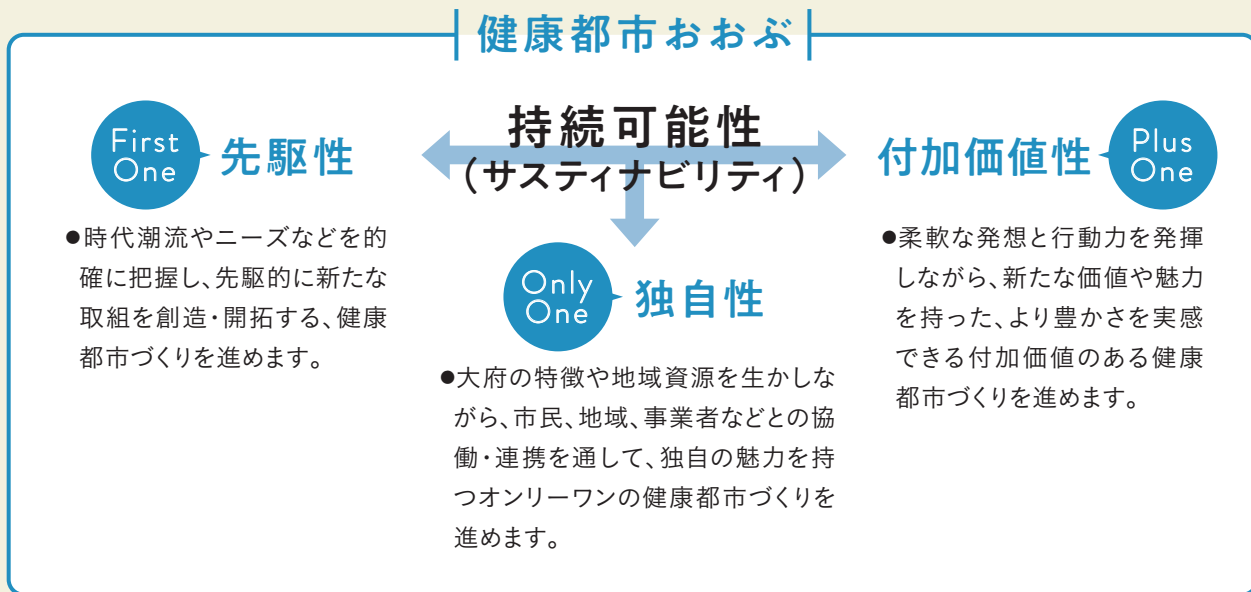 健康都市おおぶ
持続可能性
（サスティナビリティ）
First
One
先駆性
●時代潮流やニーズなどを的
確に把握し、先駆的に新たな
取組を創造・開拓する、健康
都市づくりを進めます。
Only
One
独自性
●大府の特徴や地域資源を生かしな
がら、市民、地域、事業者などとの協
働・連携を通して、独自の魅力を持
つオンリーワンの健康都市づくりを
進めます。
付加価値性
Plus
One
●柔軟な発想と行動力を発揮
しながら、新たな価値や魅力
を持った、より豊かさを実感
できる付加価値のある健康
都市づくりを進めます。